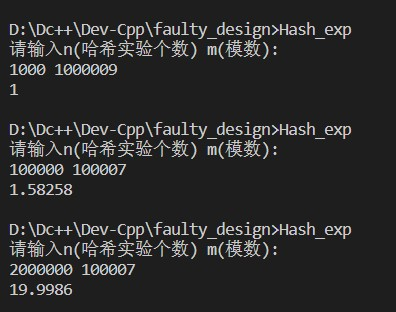 D:\Dc++\Dev-Cpp\faulty_design>Hash_exp
请输入n(哈希实验个数) m(模数):
1000 1000009
1
D:\Dc++\Dev-Cpp\faulty_design>Hash_exp
请输入n(哈希实验个数) m(模数):
100000 100007
1.58258
D:\Dc++\Dev-Cpp\faulty_design>Hash_exp
请输入n(哈希实验个数) m(模数):
2000000 100007
19.9986